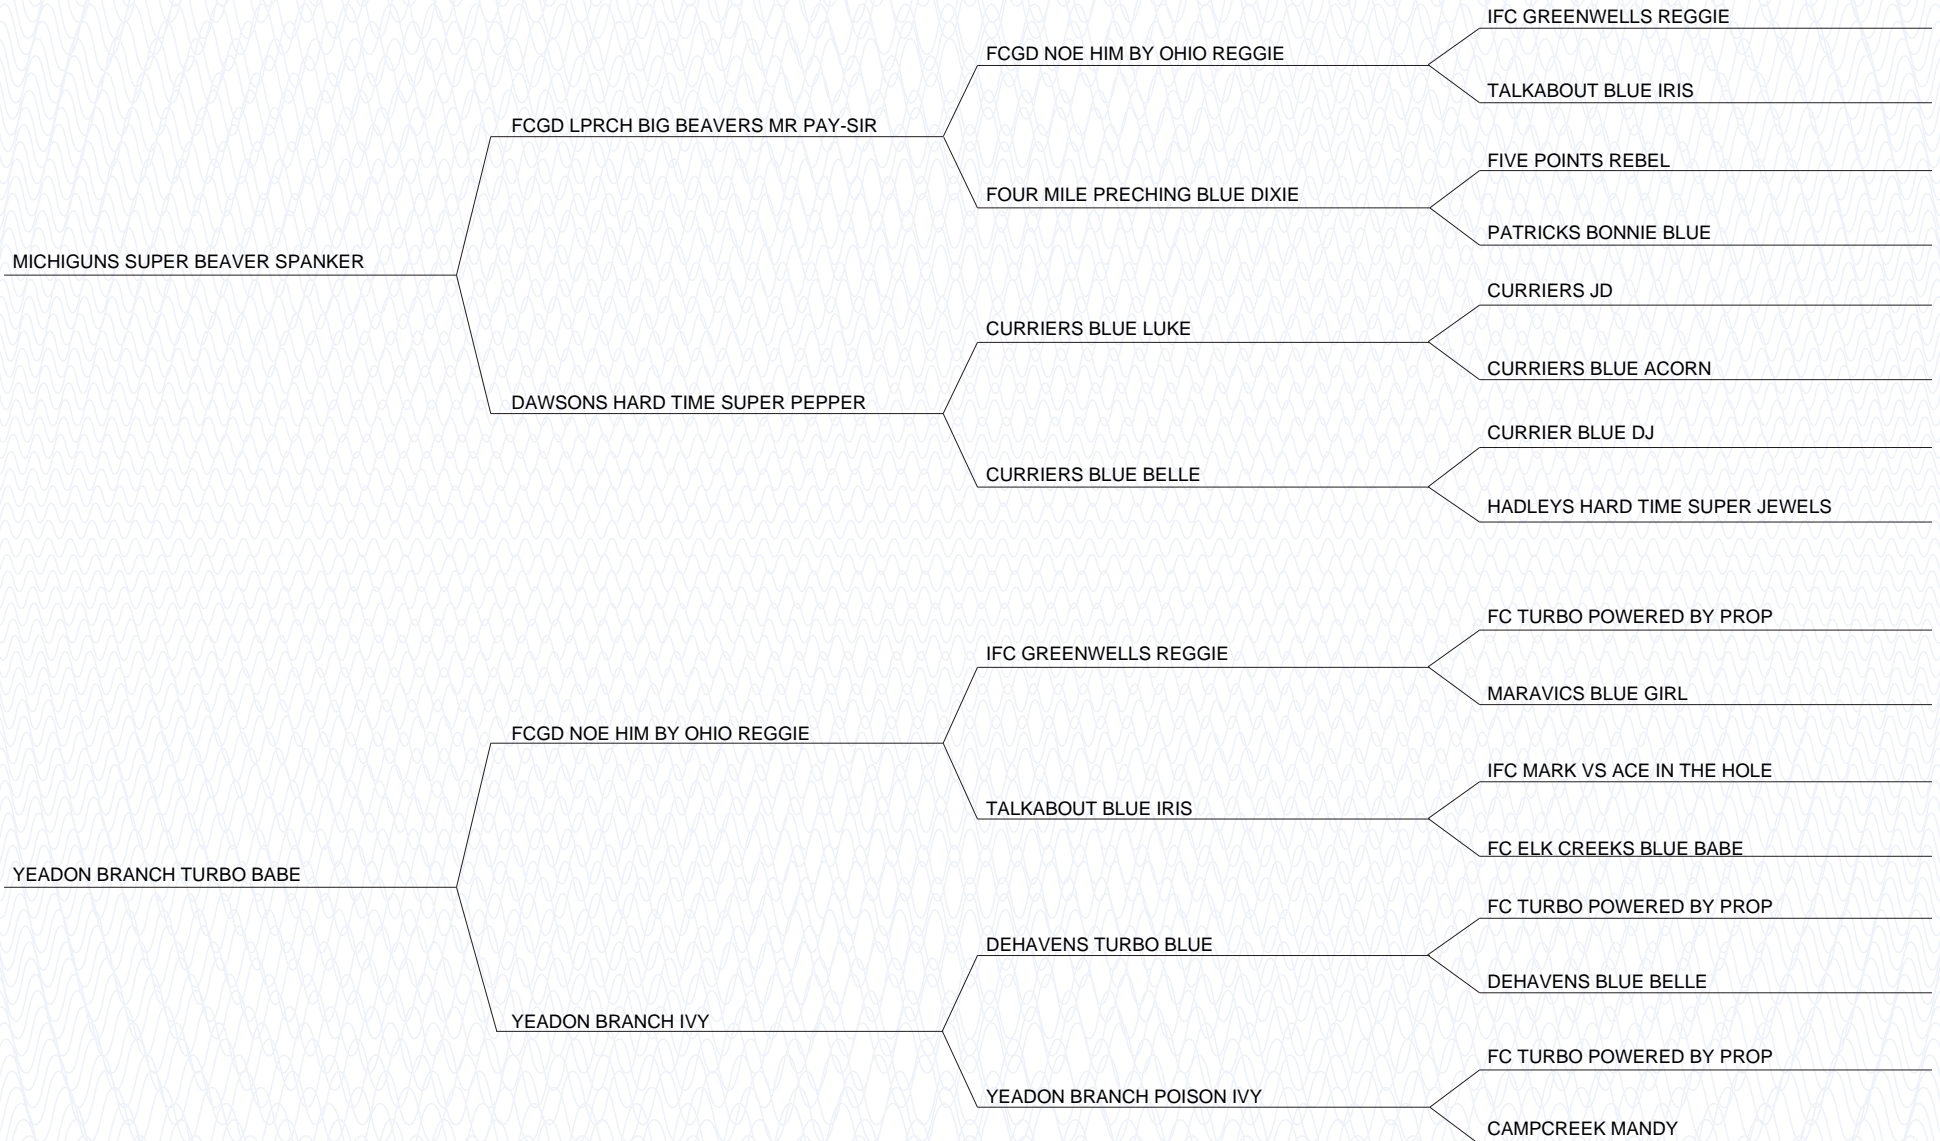 IFC GREENWELLS REGGIE
FCGD NOE HIM BY OHIO REGGIE
TALKABOUT BLUE IRIS
FCGD LPRCH BIG BEAVERS MR PAY-SIR
FIVE POINTS REBEL
FOUR MILE PRECHING BLUE DIXIE
PATRICKS BONNIE BLUE
MICHIGUNS SUPER BEAVER SPANKER
CURRIERS JD
CURRIERS BLUE LUKE
CURRIERS BLUE ACORN
DAWSONS HARD TIME SUPER PEPPER
CURRIER BLUE DJ
CURRIERS BLUE BELLE
HADLEYS HARD TIME SUPER JEWELS
FC TURBO POWERED BY PROP
IFC GREENWELLS REGGIE
MARAVICS BLUE GIRL
FCGD NOE HIM BY OHIO REGGIE
IFC MARK VS ACE IN THE HOLE
TALKABOUT BLUE IRIS
FC ELK CREEKS BLUE BABE
YEADON BRANCH TURBO BABE
FC TURBO POWERED BY PROP
DEHAVENS TURBO BLUE
DEHAVENS BLUE BELLE
YEADON BRANCH IVY
FC TURBO POWERED BY PROP
YEADON BRANCH POISON IVY
CAMPCREEK MANDY